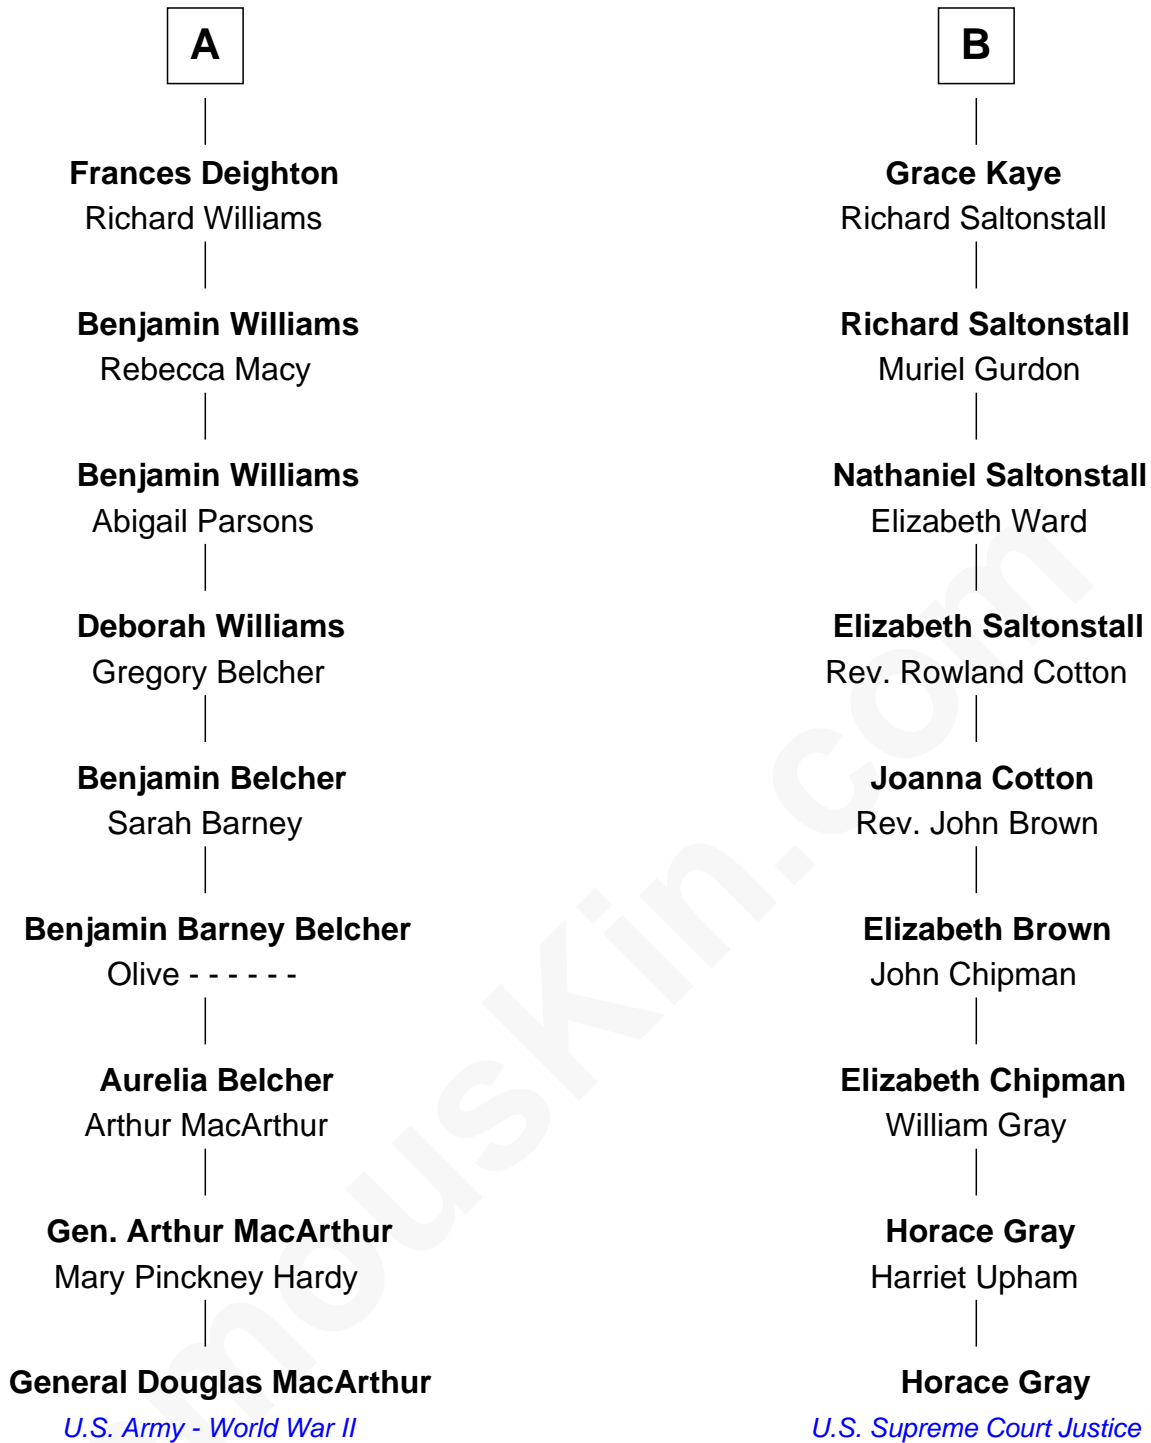 A
Frances Deighton
Richard Williams
Benjamin Williams
Rebecca Macy
Benjamin Williams
Abigail Parsons
Deborah Williams
Gregory Belcher
Benjamin Belcher
Sarah Barney
Benjamin Barney Belcher
Olive - - - - - -
Aurelia Belcher
Arthur MacArthur
Gen. Arthur MacArthur
Mary Pinckney Hardy
General Douglas MacArthur
U.S. Army - World War II
B
Grace Kaye
Richard Saltonstall
Richard Saltonstall
Muriel Gurdon
Nathaniel Saltonstall
Elizabeth Ward
Elizabeth Saltonstall
Rev. Rowland Cotton
Joanna Cotton
Rev. John Brown
Elizabeth Brown
John Chipman
Elizabeth Chipman
William Gray
Horace Gray
Harriet Upham
Horace Gray
U.S. Supreme Court Justice
mousKin.com